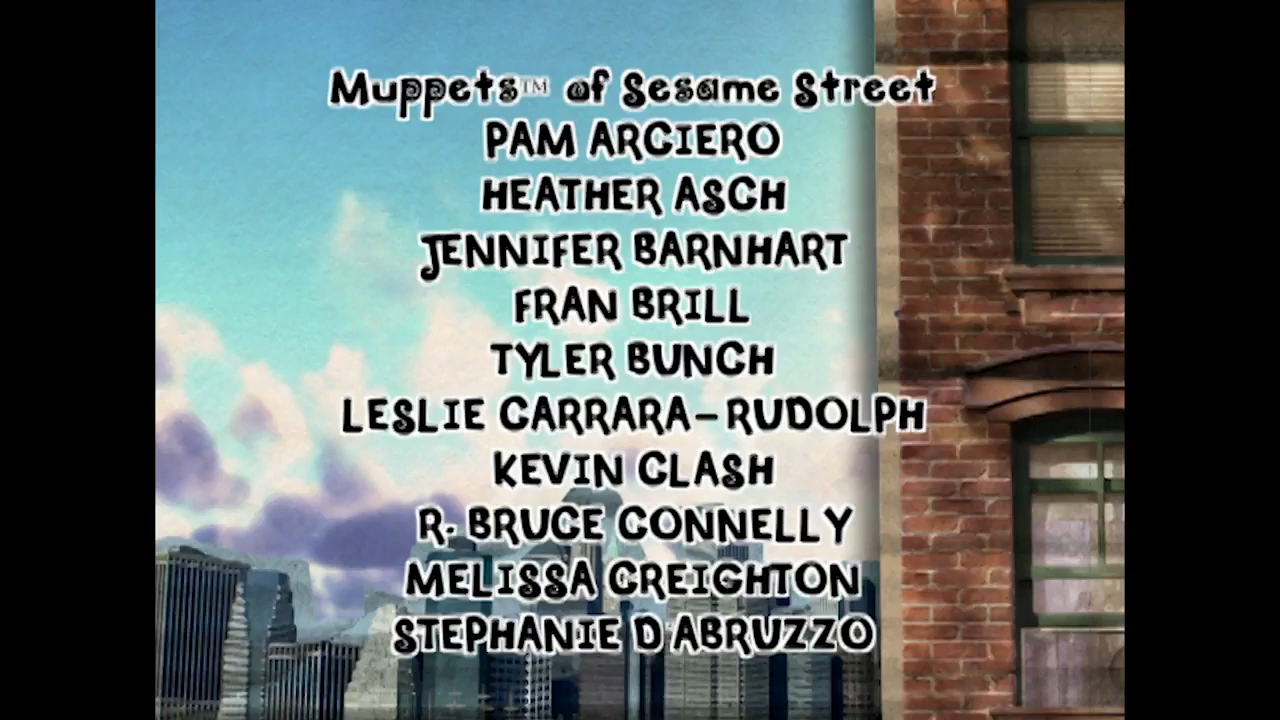 Muppets™ of Sesame Street
PAM ARCIERO
HEATHER ASCH
JENNIFER BARNHART
FRAN BRILL
TYLER BUNCH
LESLIE CARRARA-RUDOLPH
KEVIN CLASH
R. BRUCE CONNELLY
MELISSA CREIGHTON
STEPHANIE D'ABRUZZO